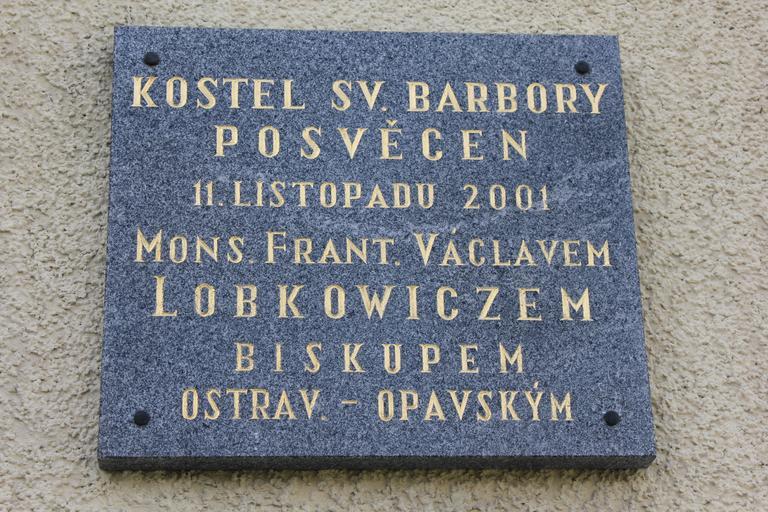 KOSTEL SV. BARBORY
POSVĚCEN
11. LISTOPADU 2001
MONS. FRANT. VÁCLAVEM
LOBKOWICZEM
BISKUPEM
OSTRAV. - OPAVSKÝM